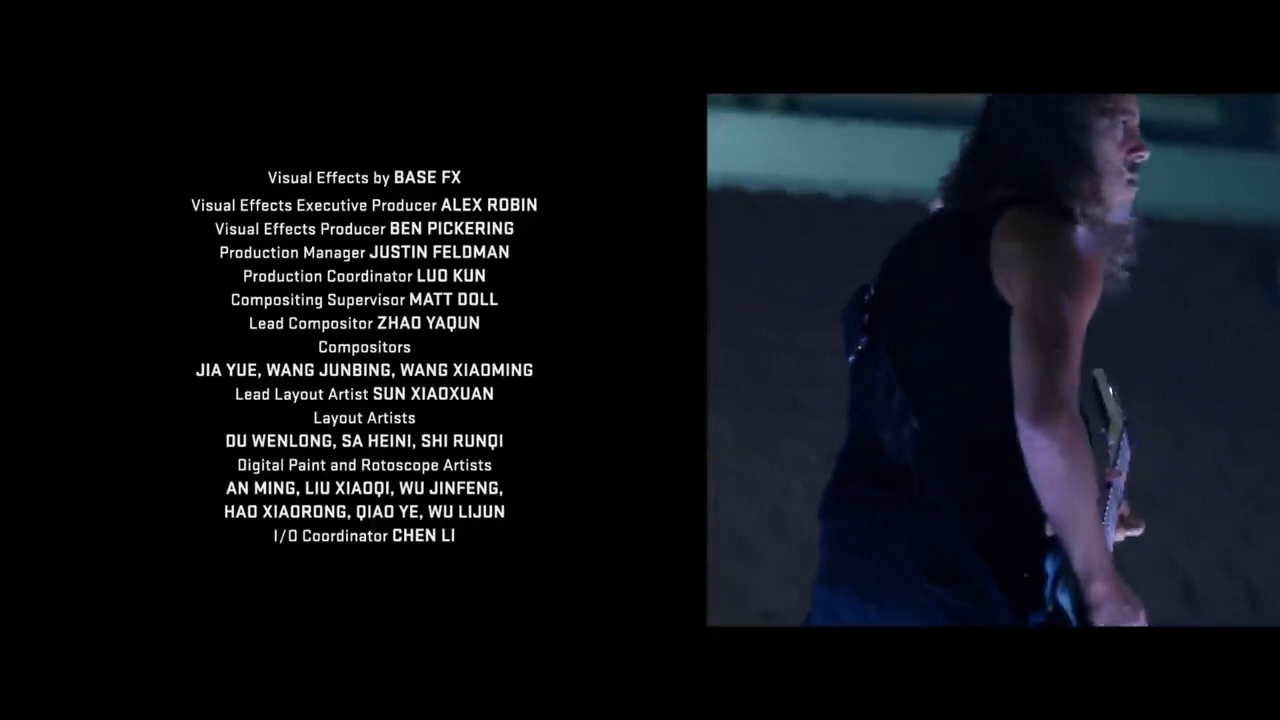 Visual Effects by BASE FX
Visual Effects Executive Producer ALEX ROBIN
Visual Effects Producer BEN PICKERING
Production Manager JUSTIN FELDMAN
Production Coordinator LUO KUN
Compositing Supervisor MATT DOLL
Lead Compositor ZHAO YAQUN
Compositors
JIA YUE, WANG JUNBING, WANG XIAOMING
Lead Layout Artist SUN XIAOXUAN
Layout Artists
DU WENLONG, SA HEINI, SHI RUNQI
Digital Paint and Rotoscope Artists
AN MING, LIU XIAOQI, WU JINFENG,
HAO XIAORONG, QIAO YE, WU LIJUN
I/O Coordinator CHEN LI